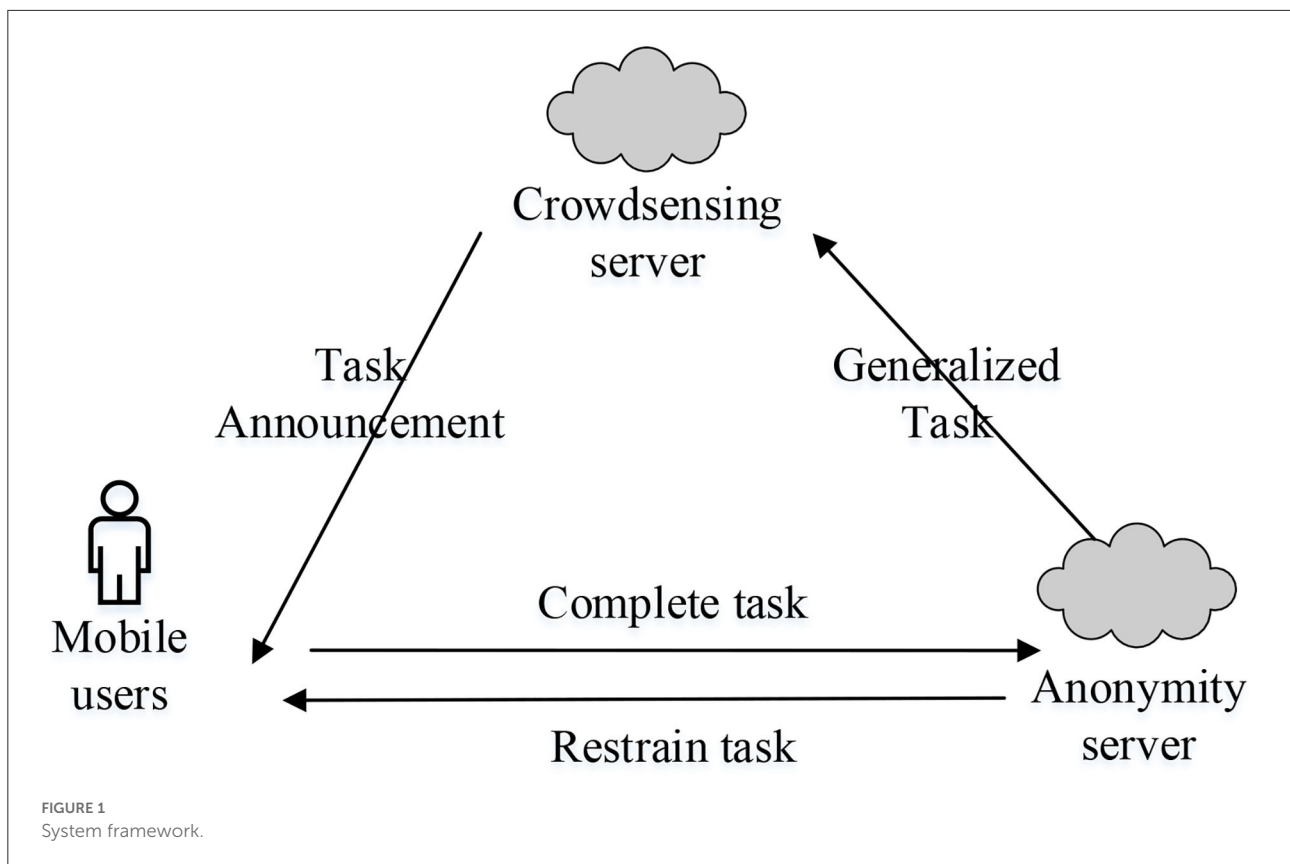 Crowdsensing
server
Task
Announcement
Generalized
Task
Complete task
Mobile
users
Anonymity
server
Restrain task
FIGURE 1
System framework.